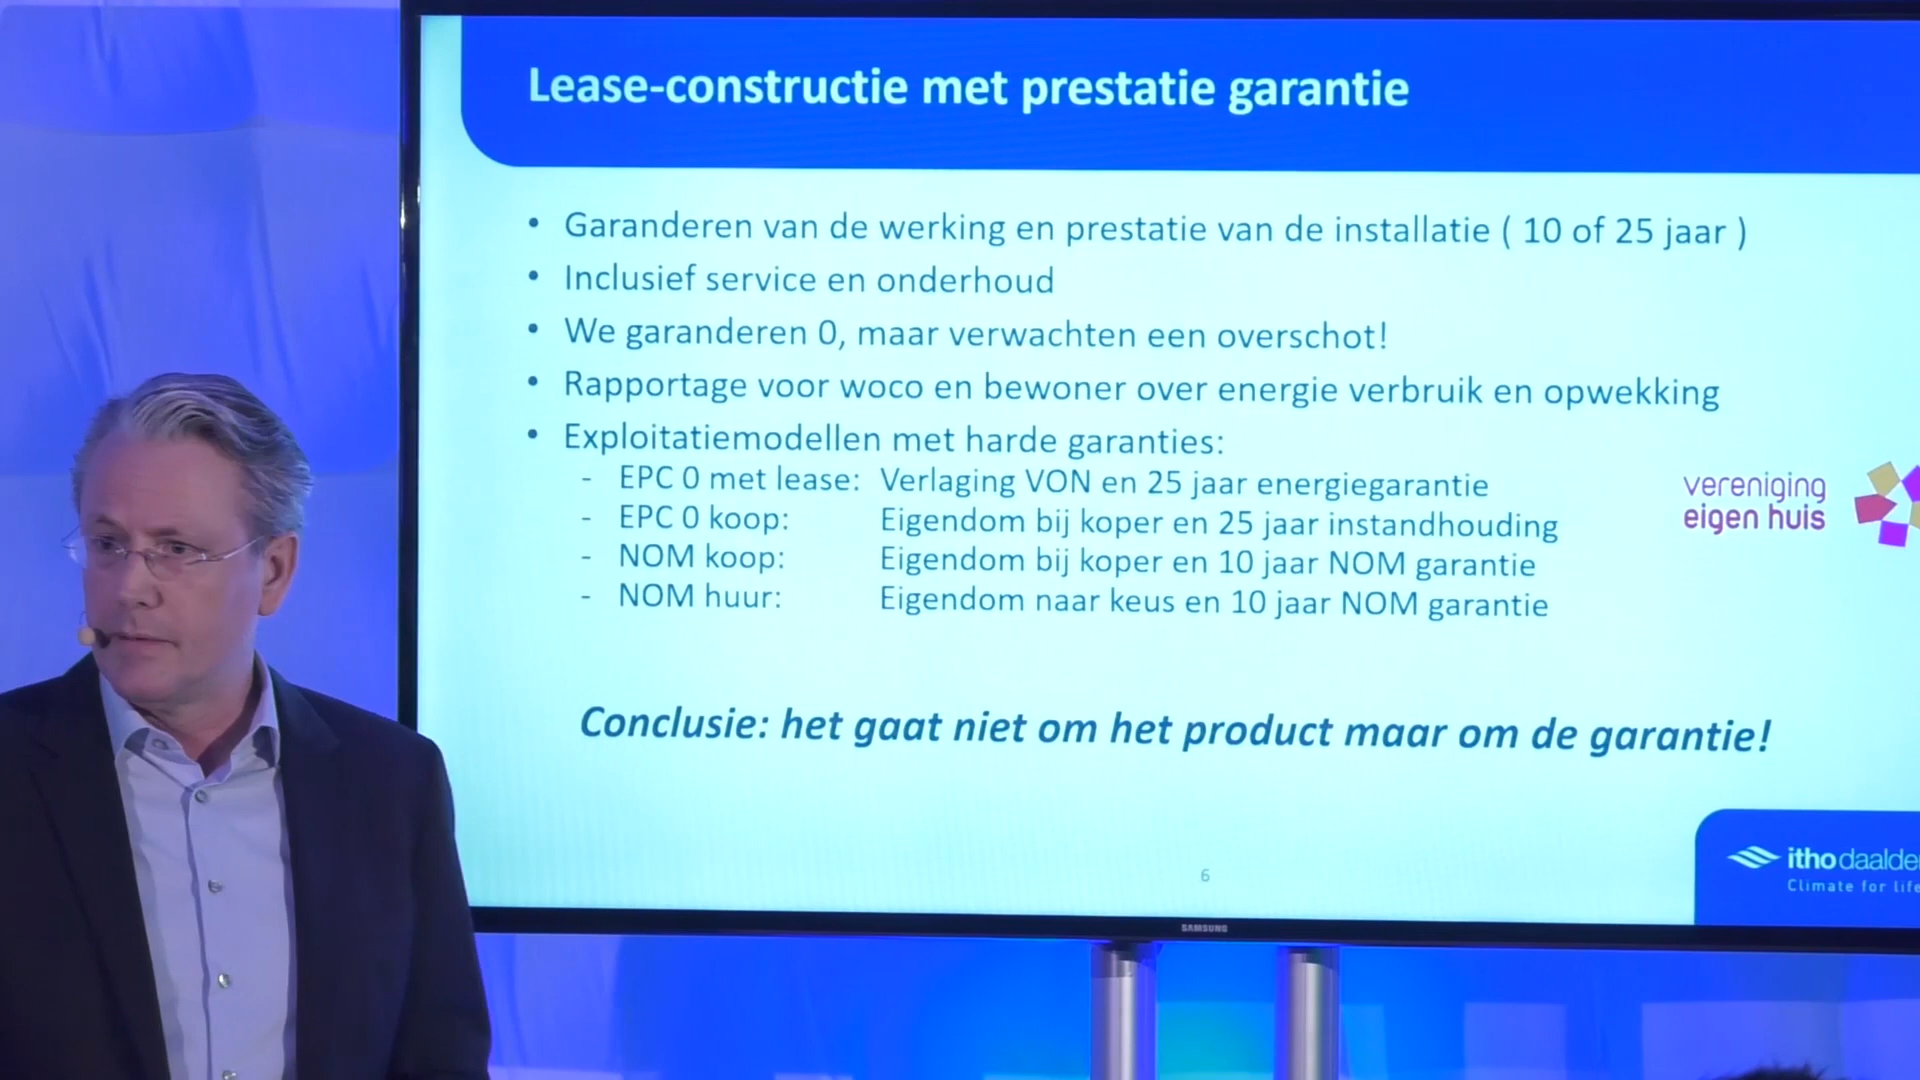 Lease-constructie met prestatie garantie
• Garanderen van de werking en prestatie van de installatie ( 10 of 25 jaar )
• Inclusief service en onderhoud
• We garanderen 0, maar verwachten een overschot!
• Rapportage voor woco en bewoner over energie verbruik en opwekking
• Exploitatiemodellen met harde garanties:
- EPC 0 met lease: Verlaging VON en 25 jaar energiegarantie
- EPC 0 koop: Eigendom bij koper en 25 jaar instandhouding
- NOM koop: Eigendom bij koper en 10 jaar NOM garantie
- NOM huur: Eigendom naar keus en 10 jaar NOM garantie
vereniging
eigen huis
Conclusie: het gaat niet om het product maar om de garantie!
6
itho daalde
Climate for life
SAMSUNG